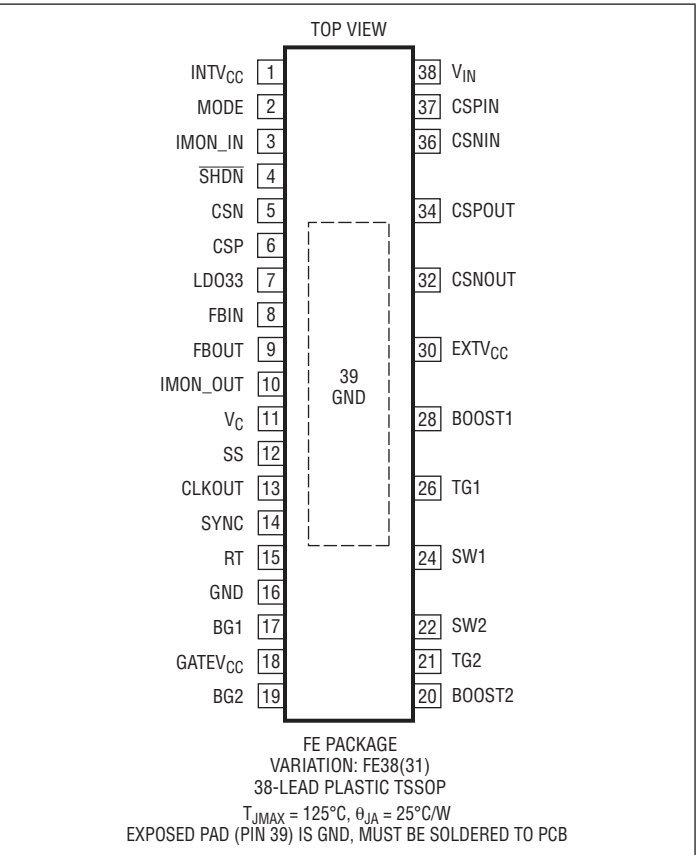 TOP VIEW
INTVCC 1
MODE 2
IMON_IN 3
SHDN 4
CSN 5
CSP 6
LDO33 7
FBIN 8
FBOUT 9
IMON_OUT 10
VC 11
SS 12
CLKOUT 13
SYNC 14
RT 15
GND 16
BG1 17
GATEVCC 18
BG2 19
39
GND
38 VIN
37 CSPIN
36 CSNIN
34 CSPOUT
32 CSNOUT
30 EXTVCC
28 BOOST1
26 TG1
24 SW1
22 SW2
21 TG2
20 BOOST2
FE PACKAGE
VARIATION: FE38(31)
38-LEAD PLASTIC TSSOP
TJMAX = 125°C, θJA = 25°C/W
EXPOSED PAD (PIN 39) IS GND, MUST BE SOLDERED TO PCB